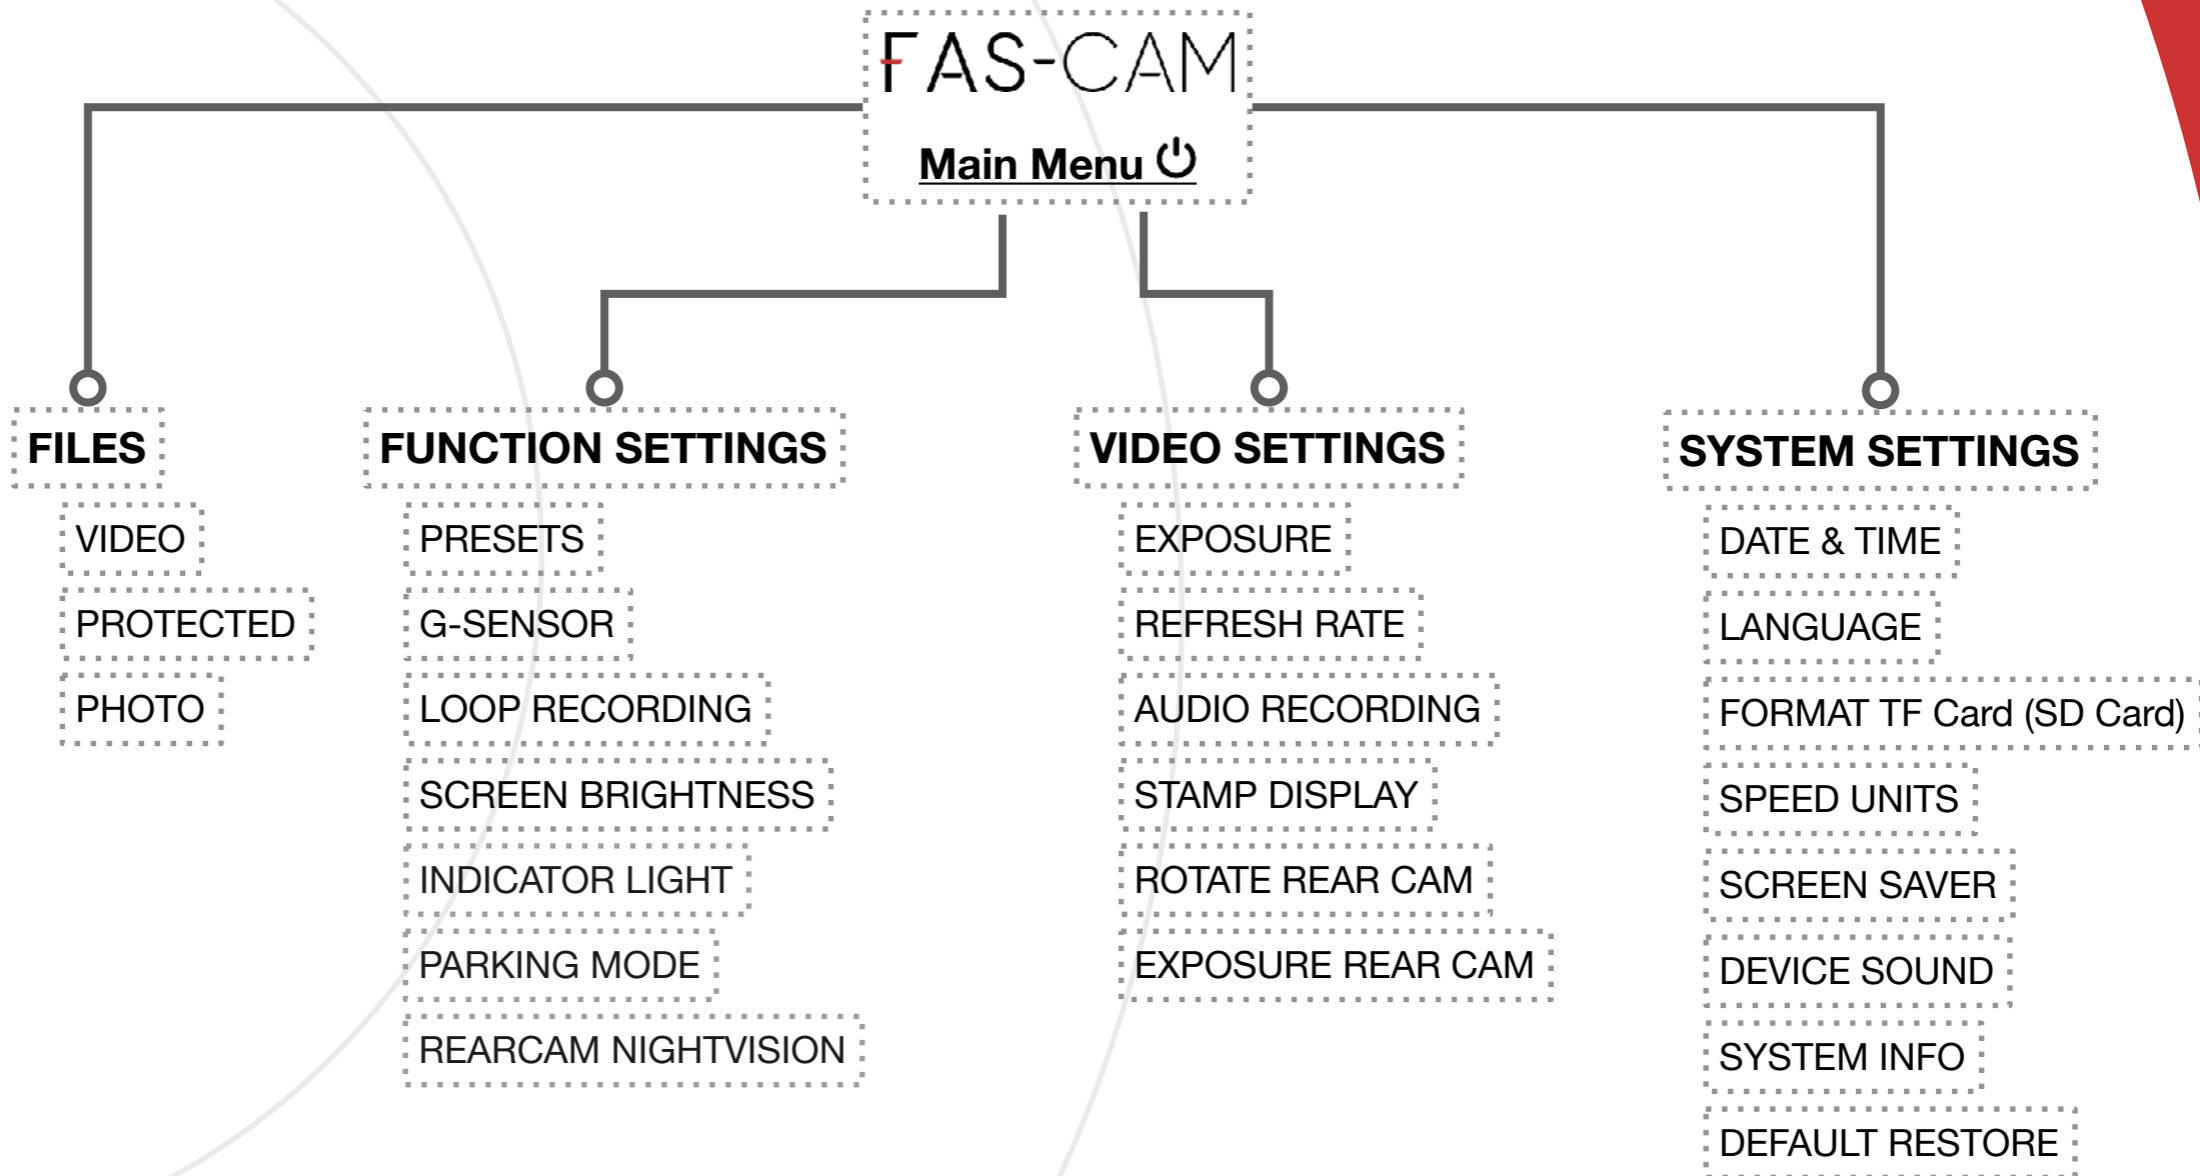 FAS-CAM
Main Menu
FILES
VIDEO
PROTECTED
PHOTO
FUNCTION SETTINGS
PRESETS
G-SENSOR
LOOP RECORDING
SCREEN BRIGHTNESS
INDICATOR LIGHT
PARKING MODE
REARCAM NIGHTVISION
VIDEO SETTINGS
EXPOSURE
REFRESH RATE
AUDIO RECORDING
STAMP DISPLAY
ROTATE REAR CAM
EXPOSURE REAR CAM
SYSTEM SETTINGS
DATE & TIME
LANGUAGE
FORMAT TF Card (SD Card)
SPEED UNITS
SCREEN SAVER
DEVICE SOUND
SYSTEM INFO
DEFAULT RESTORE